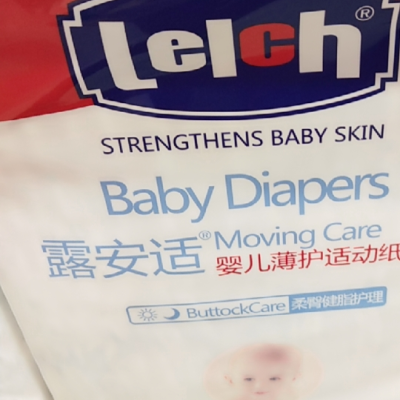 Lelch®
STRENGTHENS BABY SKIN
Baby Diapers
露安适® Moving Care
婴儿薄护适动纸
ButtockCare 柔臀健脂护理